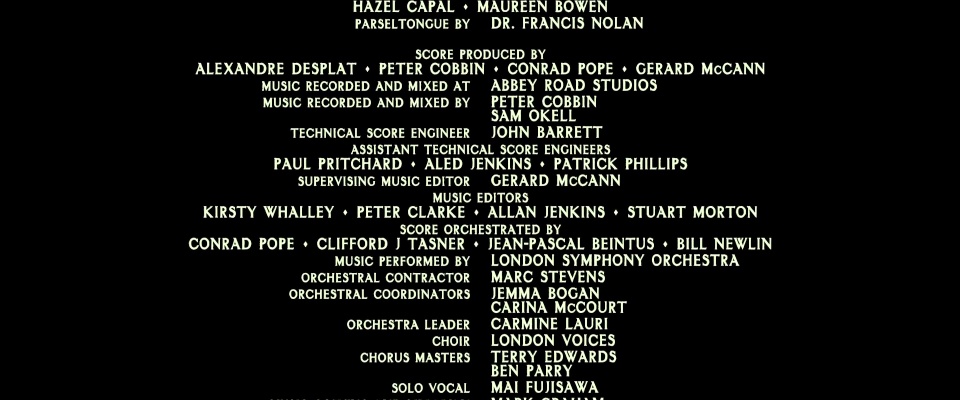 HAZEL CAPAL ♦ MAUREEN BOWEN
PARSELTONGUE BY DR. FRANCIS NOLAN
SCORE PRODUCED BY
ALEXANDRE DESPLAT ♦ PETER COBBIN ♦ CONRAD POPE ♦ GERARD McCANN
MUSIC RECORDED AND MIXED AT ABBEY ROAD STUDIOS
MUSIC RECORDED AND MIXED BY PETER COBBIN
SAM OKELL
TECHNICAL SCORE ENGINEER JOHN BARRETT
ASSISTANT TECHNICAL SCORE ENGINEERS
PAUL PRITCHARD ♦ ALED JENKINS ♦ PATRICK PHILLIPS
SUPERVISING MUSIC EDITOR GERARD McCANN
MUSIC EDITORS
KIRSTY WHALLEY ♦ PETER CLARKE ♦ ALLAN JENKINS ♦ STUART MORTON
SCORE ORCHESTRATED BY
CONRAD POPE ♦ CLIFFORD J TASNER ♦ JEAN-PASCAL BEINTUS ♦ BILL NEWLIN
MUSIC PERFORMED BY LONDON SYMPHONY ORCHESTRA
ORCHESTRAL CONTRACTOR MARC STEVENS
ORCHESTRAL COORDINATORS JEMMA BOGAN
CARINA McCOURT
ORCHESTRA LEADER CARMINE LAURI
CHOIR LONDON VOICES
CHORUS MASTERS TERRY EDWARDS
BEN PARRY
SOLO VOCAL MAI FUJISAWA